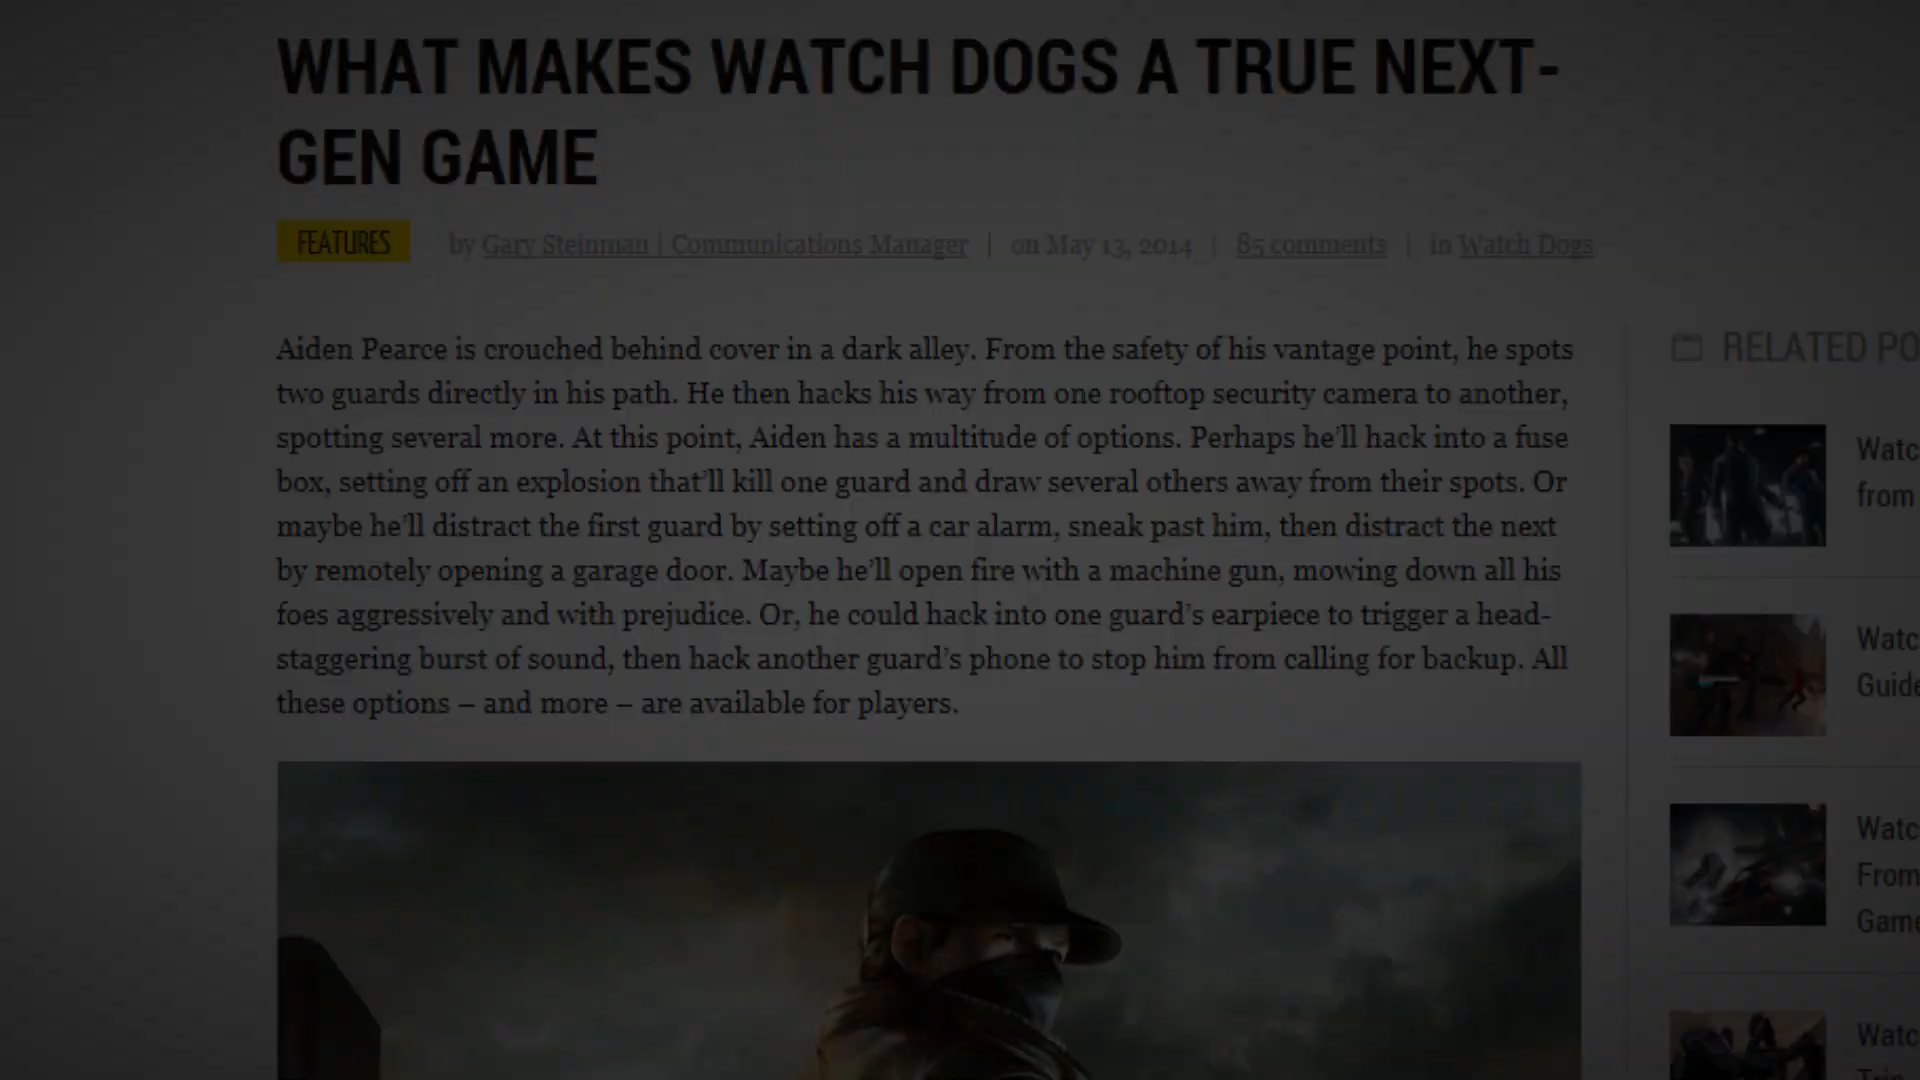 WHAT MAKES WATCH DOGS A TRUE NEXT-
GEN GAME
FEATURES by Gary Steinman | Communications Manager | on May 13, 2014 | 85 comments | in Watch Dogs
Aiden Pearce is crouched behind cover in a dark alley. From the safety of his vantage point, he spots
two guards directly in his path. He then hacks his way from one rooftop security camera to another,
spotting several more. At this point, Aiden has a multitude of options. Perhaps he’ll hack into a fuse
box, setting off an explosion that’ll kill one guard and draw several others away from their spots. Or
maybe he’ll distract the first guard by setting off a car alarm, sneak past him, then distract the next
by remotely opening a garage door. Maybe he’ll open fire with a machine gun, mowing down all his
foes aggressively and with prejudice. Or, he could hack into one guard’s earpiece to trigger a head-
staggering burst of sound, then hack another guard’s phone to stop him from calling for backup. All
these options – and more – are available for players.
RELATED PO
Watc
from
Watc
Guide
Watc
From
Game
Watc